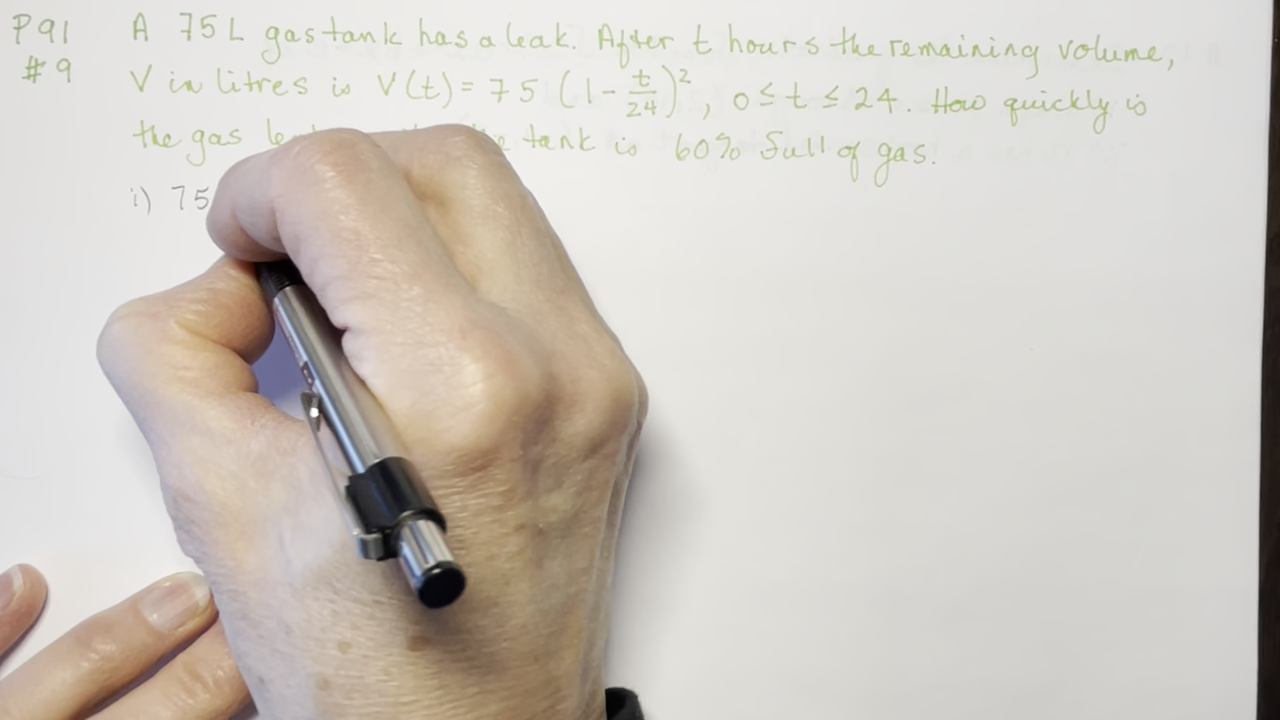 P91 A 75L gas tank has a leak. After t hours the remaining volume,
#9 V in litres is V(t) = 75 (1 - t/24)², 0 ≤ t ≤ 24. How quickly is
the gas tank is 60% full of gas.
i) 75